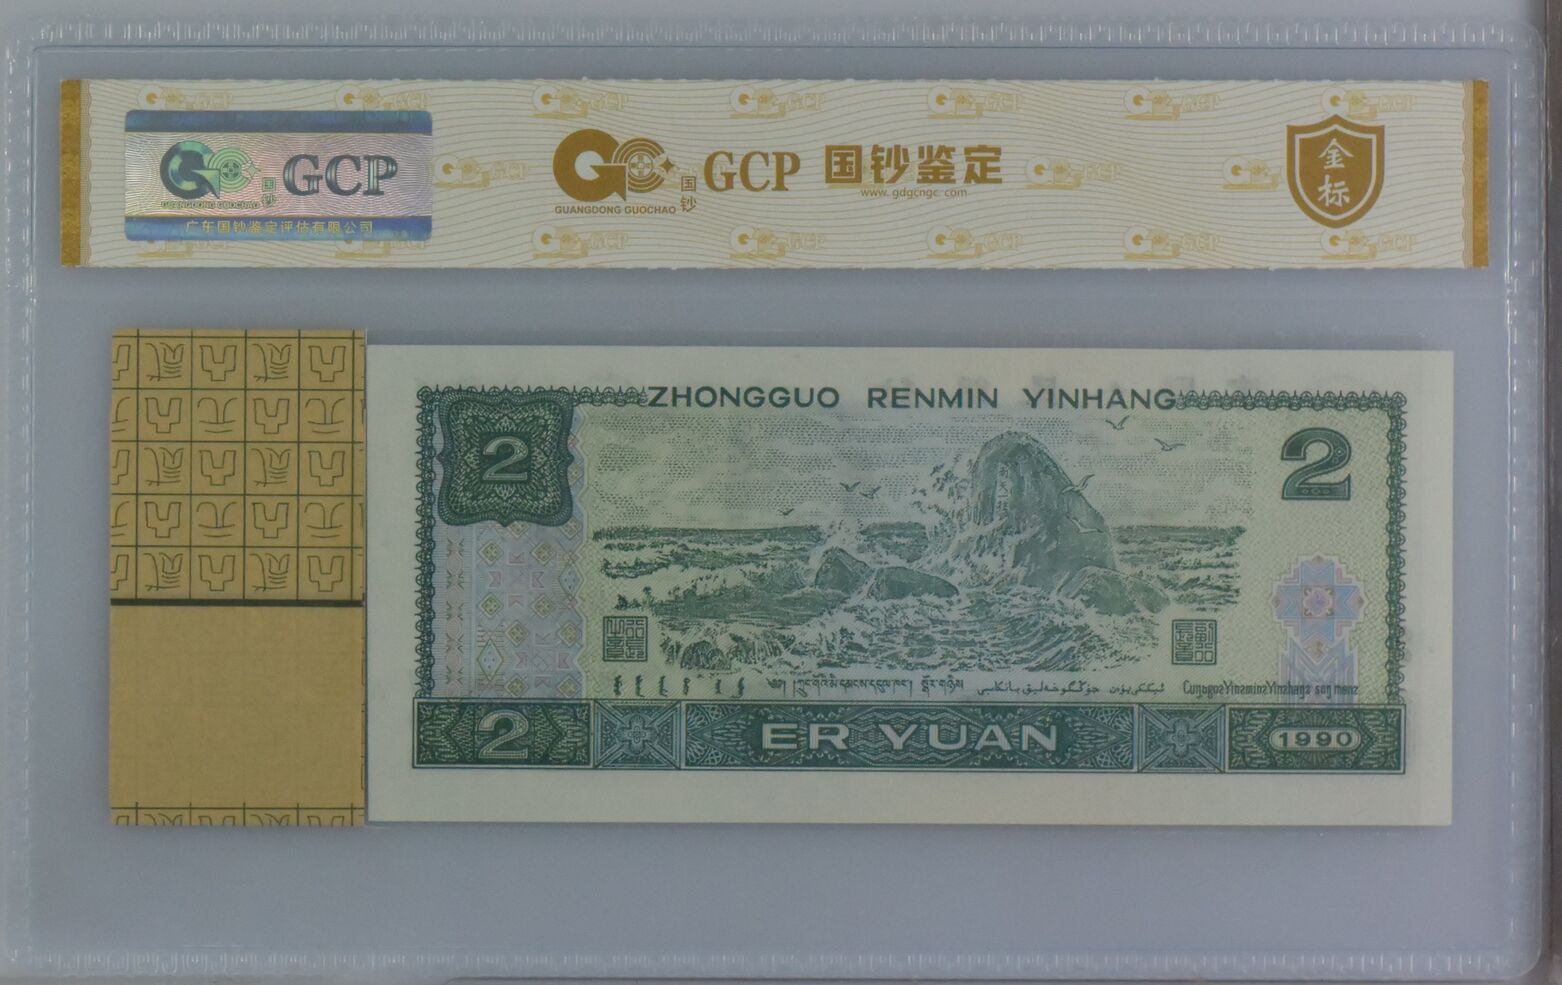 GCP
GUANGDONG GUOCHAO
国钞
广东国钞鉴定评估有限公司
GCP 国钞鉴定
GUANGDONG GUOCHAO
国钞
www.gdgcngc.com
金标
ZHONGGUO RENMIN YINHANG
2
2
2
ER YUAN
1990